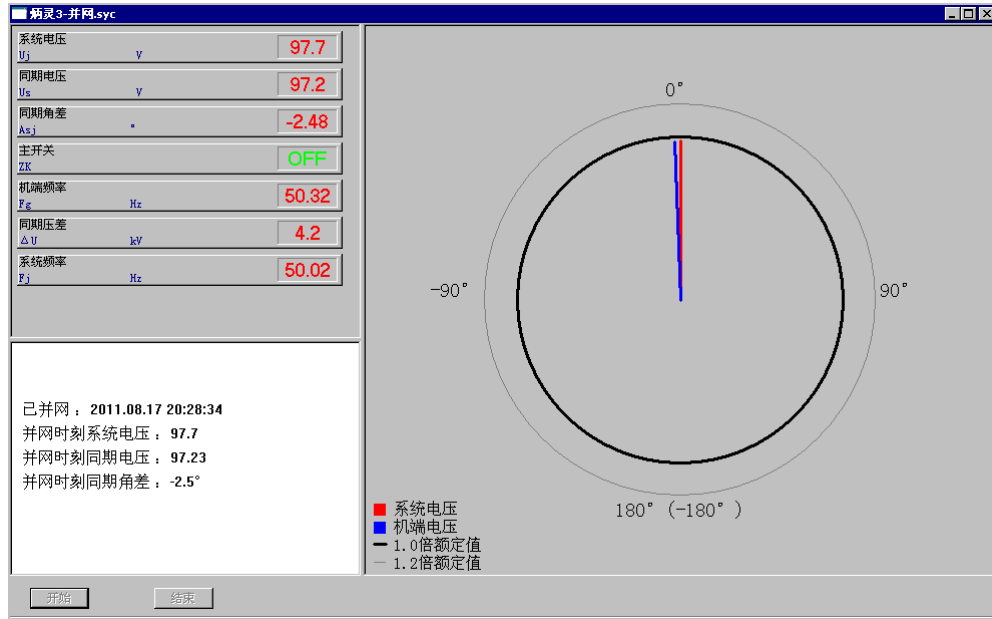 炳灵3-并网.syc
系统电压
Uj V 97.7
同期电压
Us V 97.2
同期角差
Asj ° -2.48
主开关
ZK OFF
机端频率
Fg Hz 50.32
同期压差
△U kV 4.2
系统频率
Fj Hz 50.02
已并网：2011.08.17 20:28:34
并网时刻系统电压：97.7
并网时刻同期电压：97.23
并网时刻同期角差：-2.5°
0°
-90°
90°
180°(-180°)
系统电压
机端电压
1.0倍额定值
1.2倍额定值
开始 结束